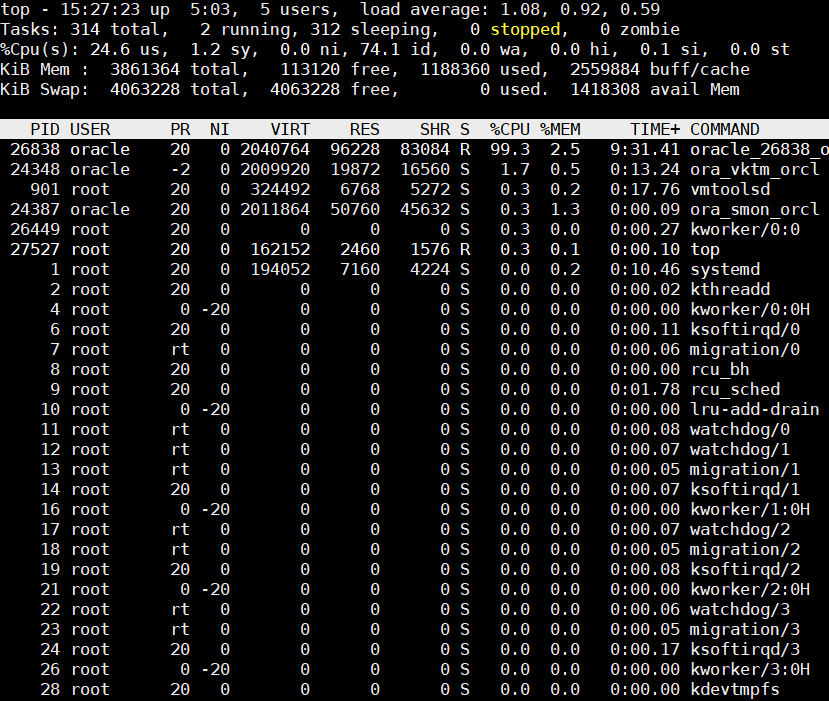 top - 15:27:23 up  5:03,  5 users,  load average: 1.08, 0.92, 0.59
Tasks: 314 total,   2 running, 312 sleeping,   0 stopped,   0 zombie
%Cpu(s): 24.6 us,  1.2 sy,  0.0 ni, 74.1 id,  0.0 wa,  0.0 hi,  0.1 si,  0.0 st
KiB Mem :  3861364 total,   113120 free,  1188360 used,  2559884 buff/cache
KiB Swap:  4063228 total,  4063228 free,        0 used.  1418308 avail Mem
PID USER      PR  NI    VIRT    RES    SHR S  %CPU %MEM     TIME+ COMMAND
26838 oracle    20   0 2040764  96228  83084 R  99.3  2.5   9:31.41 oracle_26838_o
24348 oracle    -2   0 2009920  19872  16560 S   1.7  0.5   0:13.24 ora_vktm_orcl
901 root      20   0  324492   6768   5272 S   0.3  0.2   0:17.76 vmtoolsd
24387 oracle    20   0 2011864  50760  45632 S   0.3  1.3   0:00.09 ora_smon_orcl
26449 root      20   0       0      0      0 S   0.3  0.0   0:00.27 kworker/0:0
27527 root      20   0  162152   2460   1576 R   0.3  0.1   0:00.10 top
1 root      20   0  194052   7160   4224 S   0.0  0.2   0:10.46 systemd
2 root      20   0       0      0      0 S   0.0  0.0   0:00.02 kthreadd
4 root       0 -20       0      0      0 S   0.0  0.0   0:00.00 kworker/0:0H
6 root      20   0       0      0      0 S   0.0  0.0   0:00.11 ksoftirqd/0
7 root      rt   0       0      0      0 S   0.0  0.0   0:00.06 migration/0
8 root      20   0       0      0      0 S   0.0  0.0   0:00.00 rcu_bh
9 root      20   0       0      0      0 S   0.0  0.0   0:01.78 rcu_sched
10 root       0 -20       0      0      0 S   0.0  0.0   0:00.00 lru-add-drain
11 root      rt   0       0      0      0 S   0.0  0.0   0:00.08 watchdog/0
12 root      rt   0       0      0      0 S   0.0  0.0   0:00.07 watchdog/1
13 root      rt   0       0      0      0 S   0.0  0.0   0:00.05 migration/1
14 root      20   0       0      0      0 S   0.0  0.0   0:00.07 ksoftirqd/1
16 root       0 -20       0      0      0 S   0.0  0.0   0:00.00 kworker/1:0H
17 root      rt   0       0      0      0 S   0.0  0.0   0:00.07 watchdog/2
18 root      rt   0       0      0      0 S   0.0  0.0   0:00.05 migration/2
19 root      20   0       0      0      0 S   0.0  0.0   0:00.08 ksoftirqd/2
21 root       0 -20       0      0      0 S   0.0  0.0   0:00.00 kworker/2:0H
22 root      rt   0       0      0      0 S   0.0  0.0   0:00.06 watchdog/3
23 root      rt   0       0      0      0 S   0.0  0.0   0:00.05 migration/3
24 root      20   0       0      0      0 S   0.0  0.0   0:00.17 ksoftirqd/3
26 root       0 -20       0      0      0 S   0.0  0.0   0:00.00 kworker/3:0H
28 root      20   0       0      0      0 S   0.0  0.0   0:00.00 kdevtmpfs